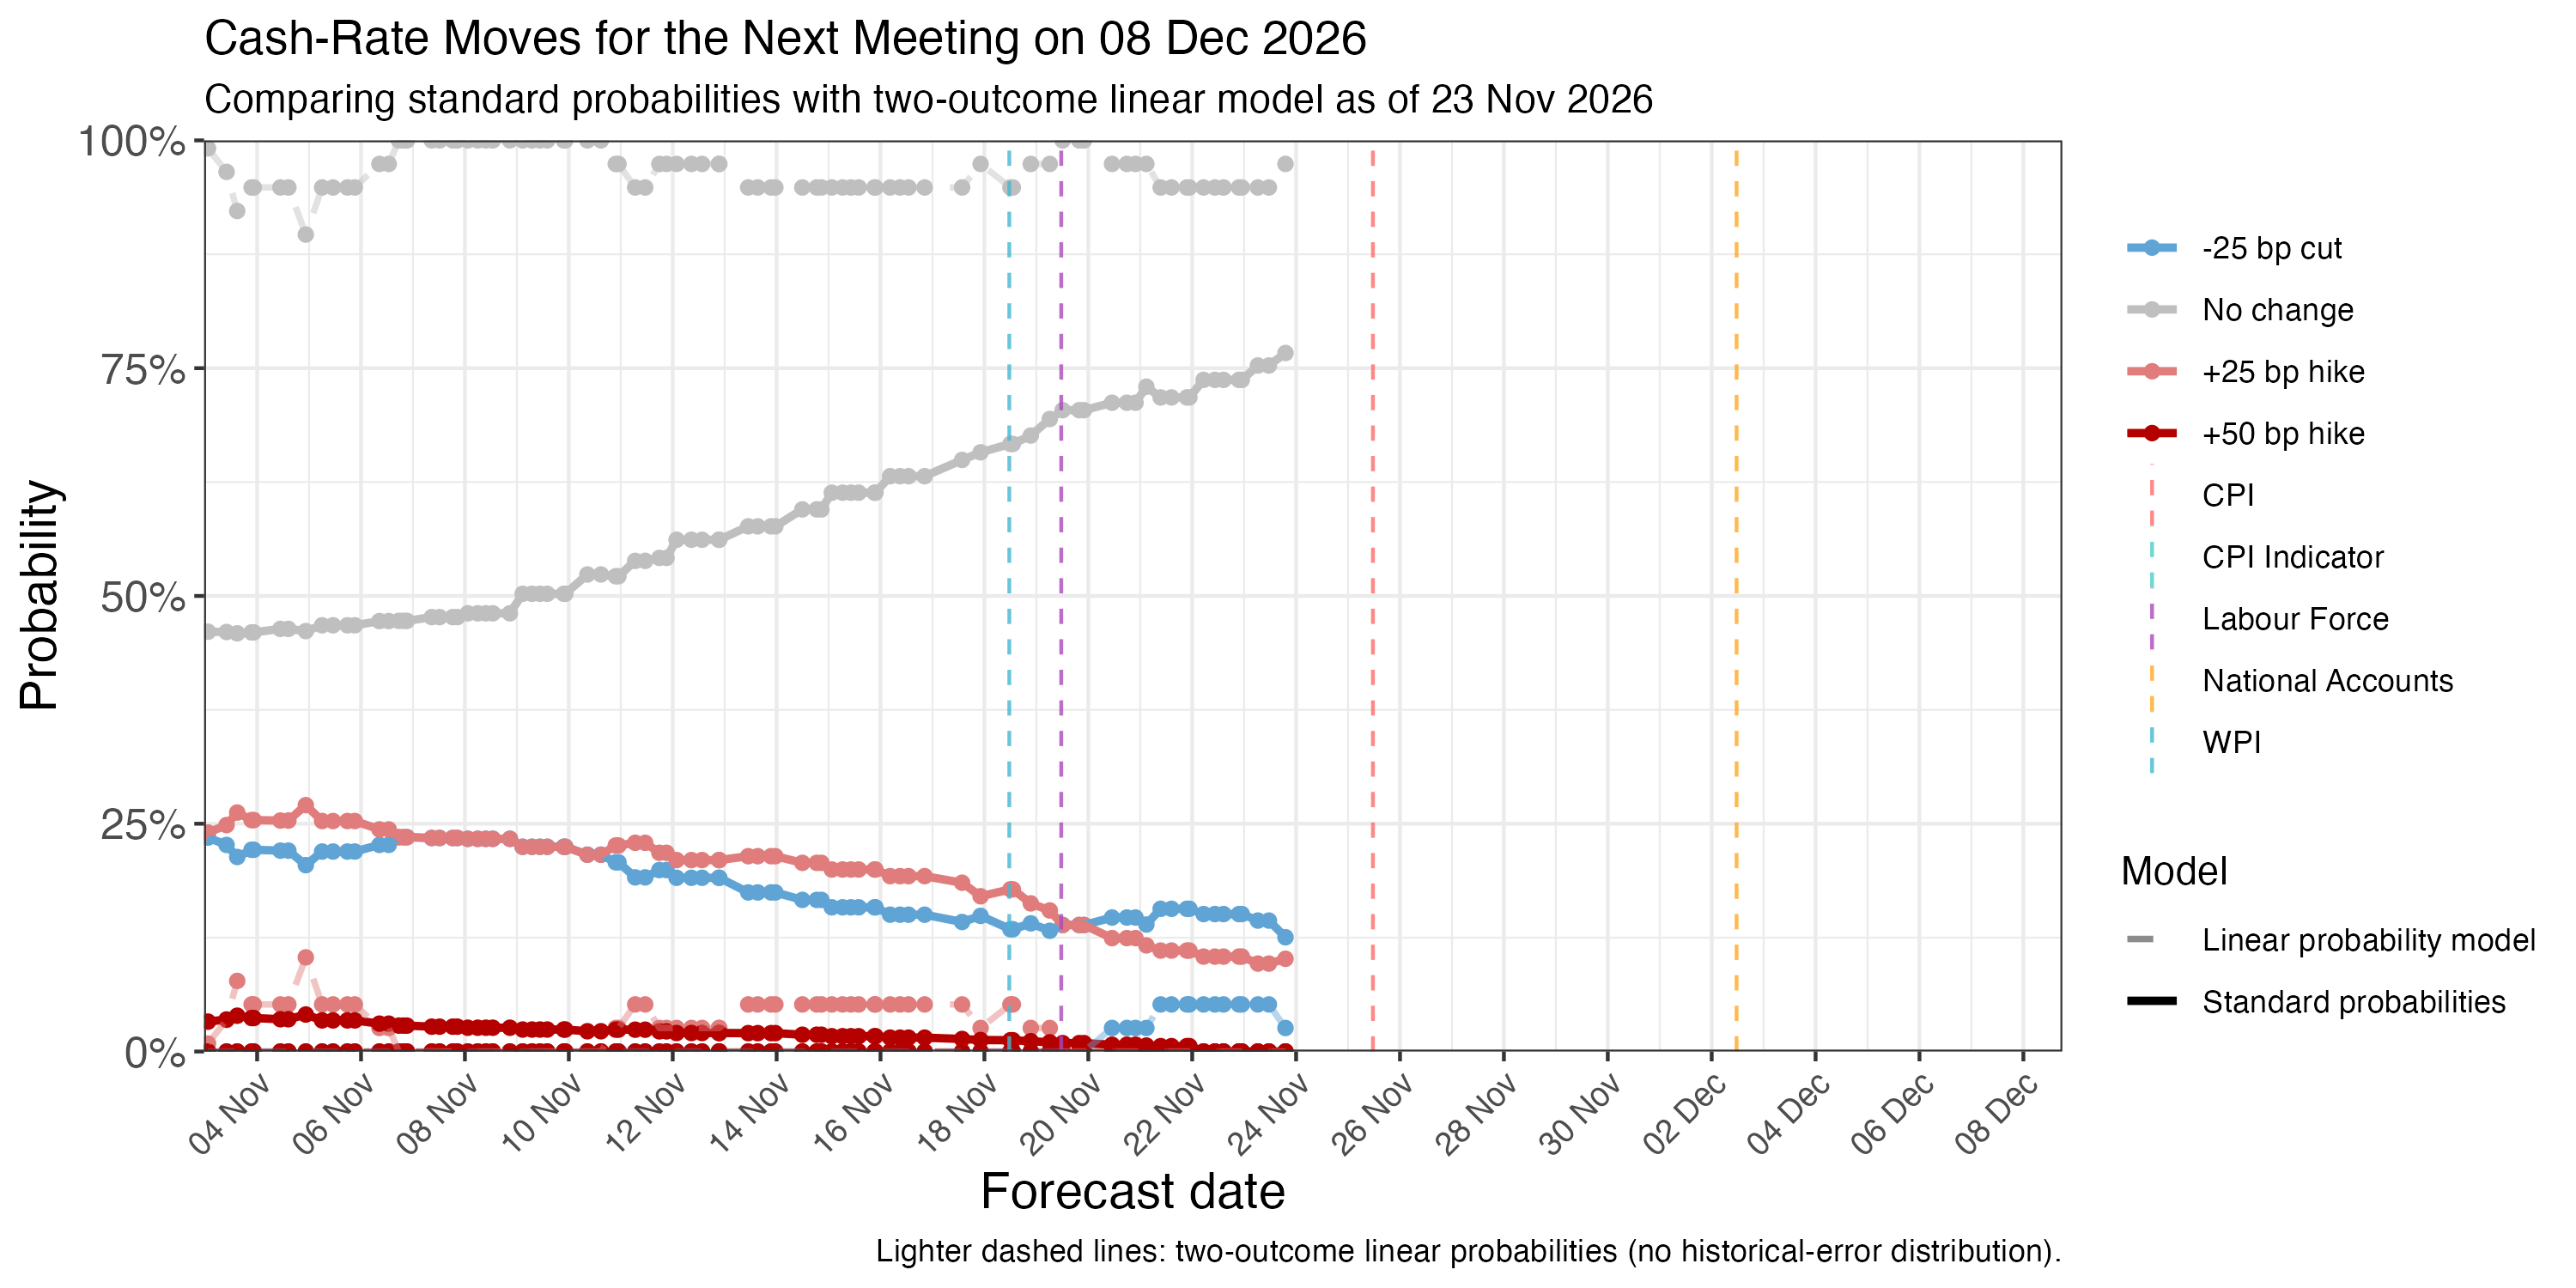 Cash-Rate Moves for the Next Meeting on 08 Dec 2026
Comparing standard probabilities with two-outcome linear model as of 23 Nov 2026
Probability
100%
75%
50%
25%
0%
04 Nov
06 Nov
08 Nov
10 Nov
12 Nov
14 Nov
16 Nov
18 Nov
20 Nov
22 Nov
24 Nov
26 Nov
28 Nov
30 Nov
02 Dec
04 Dec
06 Dec
08 Dec
Forecast date
-25 bp cut
No change
+25 bp hike
+50 bp hike
CPI
CPI Indicator
Labour Force
National Accounts
WPI
Model
Linear probability model
Standard probabilities
Lighter dashed lines: two-outcome linear probabilities (no historical-error distribution).